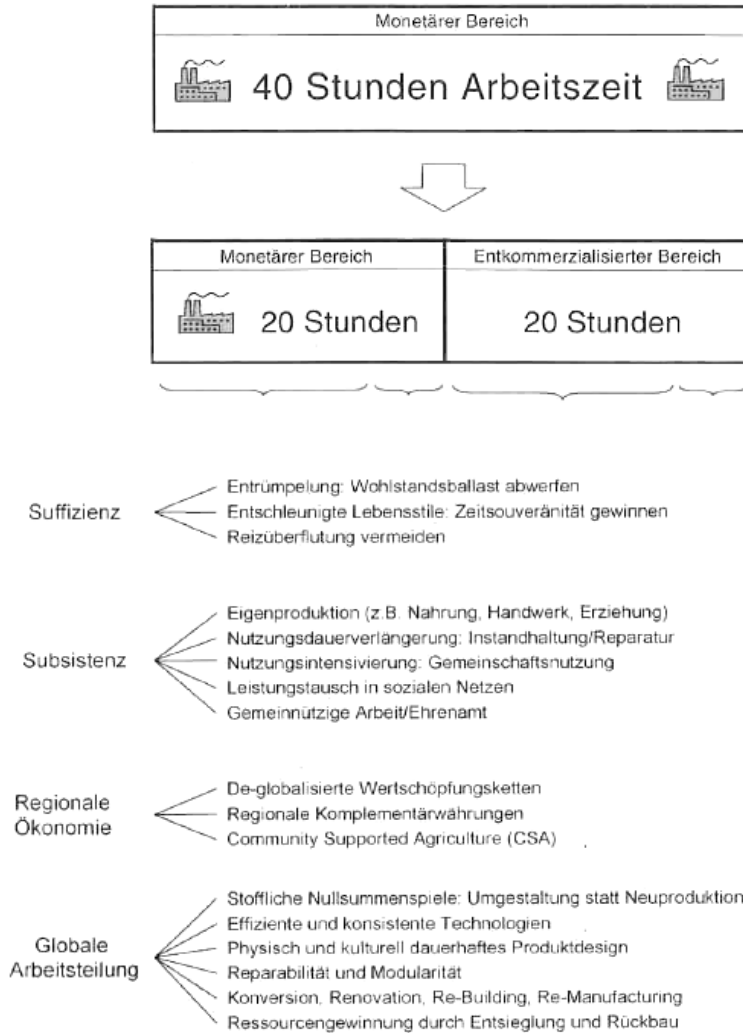 Monetärer Bereich
40 Stunden Arbeitszeit
Monetärer Bereich
Entkommerzialisierter Bereich
20 Stunden
20 Stunden
Suffizienz
Entrümpelung: Wohlstandsballast abwerfen
Entschleunigte Lebensstile: Zeitsouveränität gewinnen
Reizüberflutung vermeiden
Subsistenz
Eigenproduktion (z.B. Nahrung, Handwerk, Erziehung)
Nutzungsdauerverlängerung: Instandhaltung/Reparatur
Nutzungsintensivierung: Gemeinschaftsnutzung
Leistungstausch in sozialen Netzen
Gemeinnützige Arbeit/Ehrenamt
Regionale
Ökonomie
De-globalisierte Wertschöpfungsketten
Regionale Komplementärwährungen
Community Supported Agriculture (CSA)
Globale
Arbeitsteilung
Stoffliche Nullsummenspiele: Umgestaltung statt Neuproduktion
Effiziente und konsistente Technologien
Physisch und kulturell dauerhaftes Produktdesign
Reparabilität und Modularität
Konversion, Renovation, Re-Building, Re-Manufacturing
Ressourcengewinnung durch Entsieglung und Rückbau